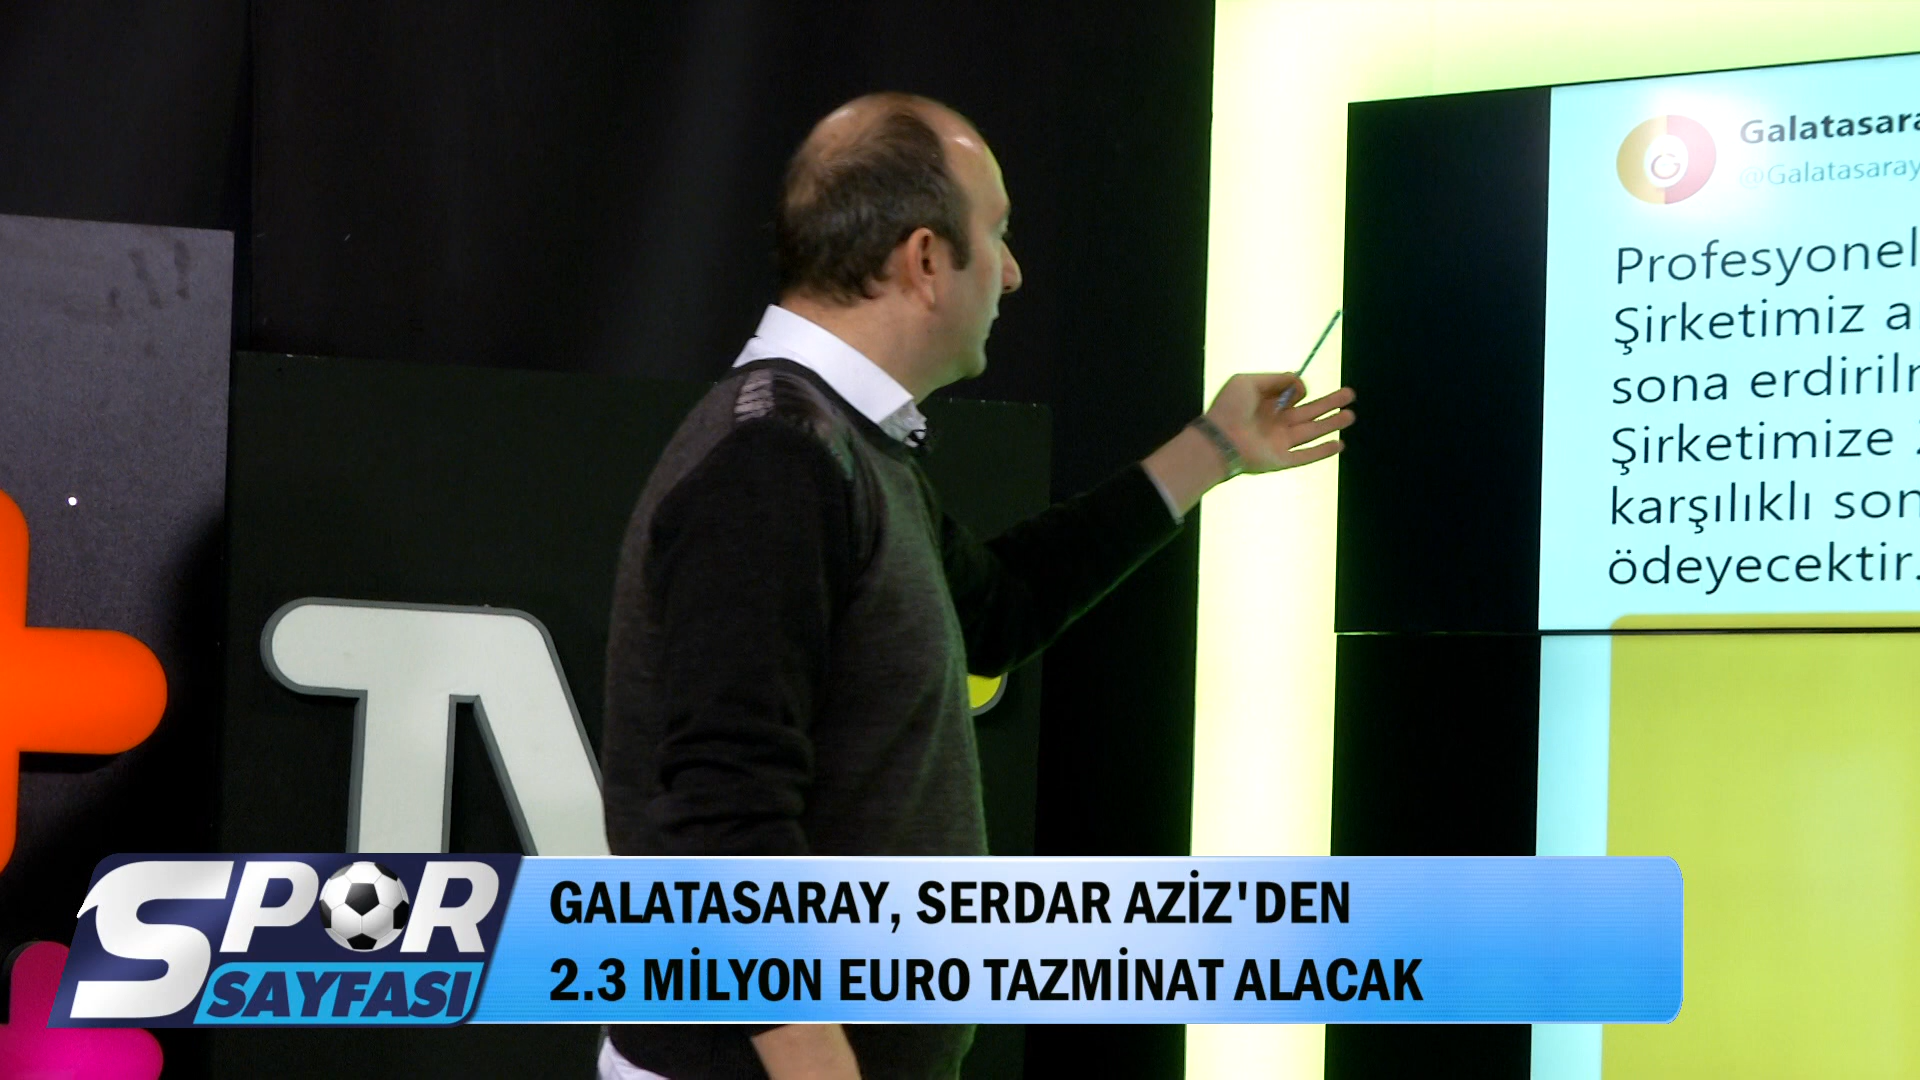 Galatasara
@Galatasaray
Profesyonel
Şirketimiz a
sona erdiril
Şirketimize
karşılıklı son
ödeyecektir.
TV
SPOR
SAYFASI
GALATASARAY, SERDAR AZİZ'DEN
2.3 MİLYON EURO TAZMİNAT ALACAK